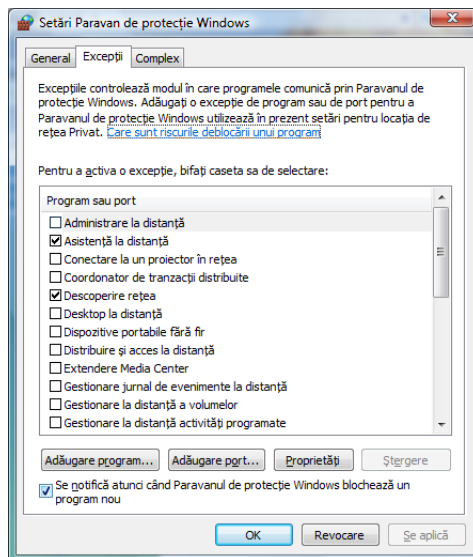 Setări Paravan de protecție Windows
General Excepții Complex
Excepțiile controlează modul în care programele comunică prin Paravanul de
protecție Windows. Adăugați o excepție de program sau de port pentru a
Paravanul de protecție Windows utilizează în prezent setări pentru locația de
rețea Privat. Care sunt riscurile deblocării unui program
Pentru a activa o excepție, bifați caseta sa de selectare:
Program sau port
Administrare la distanță
Asistență la distanță
Conectare la un proiector în rețea
Coordonator de tranzacții distribuite
Descoperire rețea
Desktop la distanță
Dispozitive portabile fără fir
Distribuire și acces la distanță
Extendere Media Center
Gestionare jurnal de evenimente la distanță
Gestionare la distanță a volumelor
Gestionare la distanță activități programate
Adăugare program... Adăugare port... Proprietăți Ștergere
Se notifică atunci când Paravanul de protecție Windows blochează un
program nou
OK Revocare Se aplică